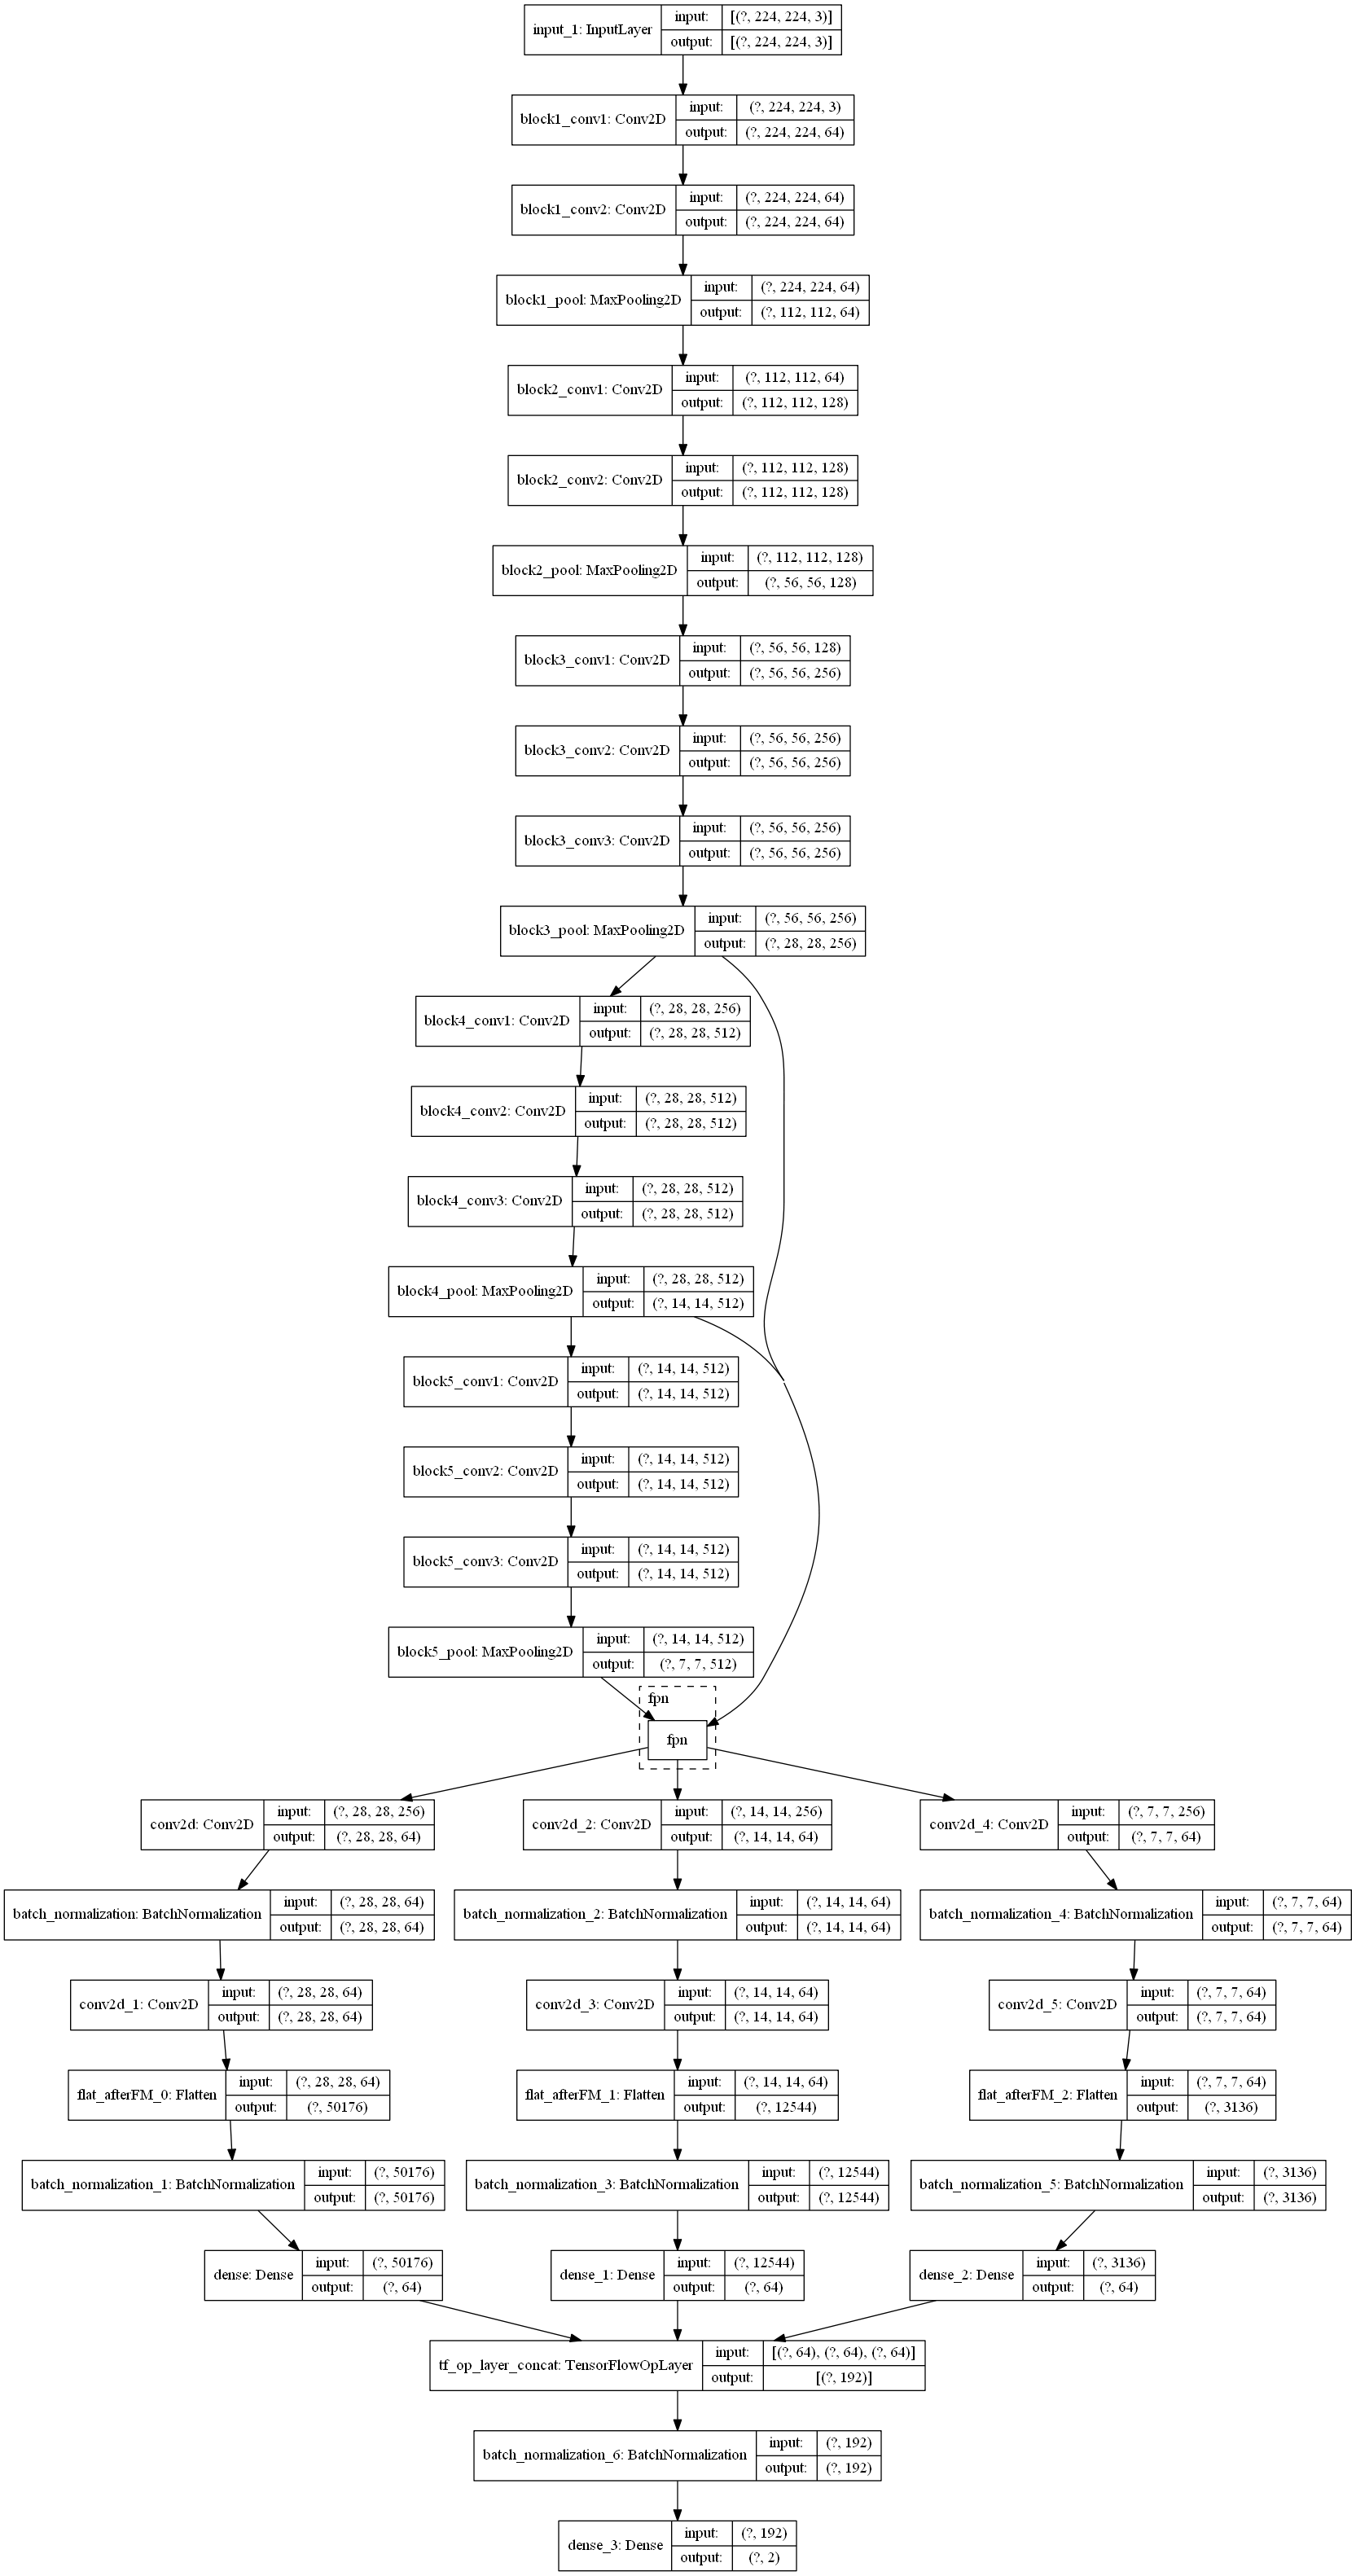 input_1: InputLayer input: [(?, 224, 224, 3)]
output: [(?, 224, 224, 3)]
block1_conv1: Conv2D input: (?, 224, 224, 3)
output: (?, 224, 224, 64)
block1_conv2: Conv2D input: (?, 224, 224, 64)
output: (?, 224, 224, 64)
block1_pool: MaxPooling2D input: (?, 224, 224, 64)
output: (?, 112, 112, 64)
block2_conv1: Conv2D input: (?, 112, 112, 64)
output: (?, 112, 112, 128)
block2_conv2: Conv2D input: (?, 112, 112, 128)
output: (?, 112, 112, 128)
block2_pool: MaxPooling2D input: (?, 112, 112, 128)
output: (?, 56, 56, 128)
block3_conv1: Conv2D input: (?, 56, 56, 128)
output: (?, 56, 56, 256)
block3_conv2: Conv2D input: (?, 56, 56, 256)
output: (?, 56, 56, 256)
block3_conv3: Conv2D input: (?, 56, 56, 256)
output: (?, 56, 56, 256)
block3_pool: MaxPooling2D input: (?, 56, 56, 256)
output: (?, 28, 28, 256)
block4_conv1: Conv2D input: (?, 28, 28, 256)
output: (?, 28, 28, 512)
block4_conv2: Conv2D input: (?, 28, 28, 512)
output: (?, 28, 28, 512)
block4_conv3: Conv2D input: (?, 28, 28, 512)
output: (?, 28, 28, 512)
block4_pool: MaxPooling2D input: (?, 28, 28, 512)
output: (?, 14, 14, 512)
block5_conv1: Conv2D input: (?, 14, 14, 512)
output: (?, 14, 14, 512)
block5_conv2: Conv2D input: (?, 14, 14, 512)
output: (?, 14, 14, 512)
block5_conv3: Conv2D input: (?, 14, 14, 512)
output: (?, 14, 14, 512)
block5_pool: MaxPooling2D input: (?, 14, 14, 512)
output: (?, 7, 7, 512)
fpn
fpn
conv2d: Conv2D input: (?, 28, 28, 256)
output: (?, 28, 28, 64)
conv2d_2: Conv2D input: (?, 14, 14, 256)
output: (?, 14, 14, 64)
conv2d_4: Conv2D input: (?, 7, 7, 256)
output: (?, 7, 7, 64)
batch_normalization: BatchNormalization input: (?, 28, 28, 64)
output: (?, 28, 28, 64)
batch_normalization_2: BatchNormalization input: (?, 14, 14, 64)
output: (?, 14, 14, 64)
batch_normalization_4: BatchNormalization input: (?, 7, 7, 64)
output: (?, 7, 7, 64)
conv2d_1: Conv2D input: (?, 28, 28, 64)
output: (?, 28, 28, 64)
conv2d_3: Conv2D input: (?, 14, 14, 64)
output: (?, 14, 14, 64)
conv2d_5: Conv2D input: (?, 7, 7, 64)
output: (?, 7, 7, 64)
flat_afterFM_0: Flatten input: (?, 28, 28, 64)
output: (?, 50176)
flat_afterFM_1: Flatten input: (?, 14, 14, 64)
output: (?, 12544)
flat_afterFM_2: Flatten input: (?, 7, 7, 64)
output: (?, 3136)
batch_normalization_1: BatchNormalization input: (?, 50176)
output: (?, 50176)
batch_normalization_3: BatchNormalization input: (?, 12544)
output: (?, 12544)
batch_normalization_5: BatchNormalization input: (?, 3136)
output: (?, 3136)
dense: Dense input: (?, 50176)
output: (?, 64)
dense_1: Dense input: (?, 12544)
output: (?, 64)
dense_2: Dense input: (?, 3136)
output: (?, 64)
tf_op_layer_concat: TensorFlowOpLayer input: [(?, 64), (?, 64), (?, 64)]
output: [(?, 192)]
batch_normalization_6: BatchNormalization input: (?, 192)
output: (?, 192)
dense_3: Dense input: (?, 192)
output: (?, 2)